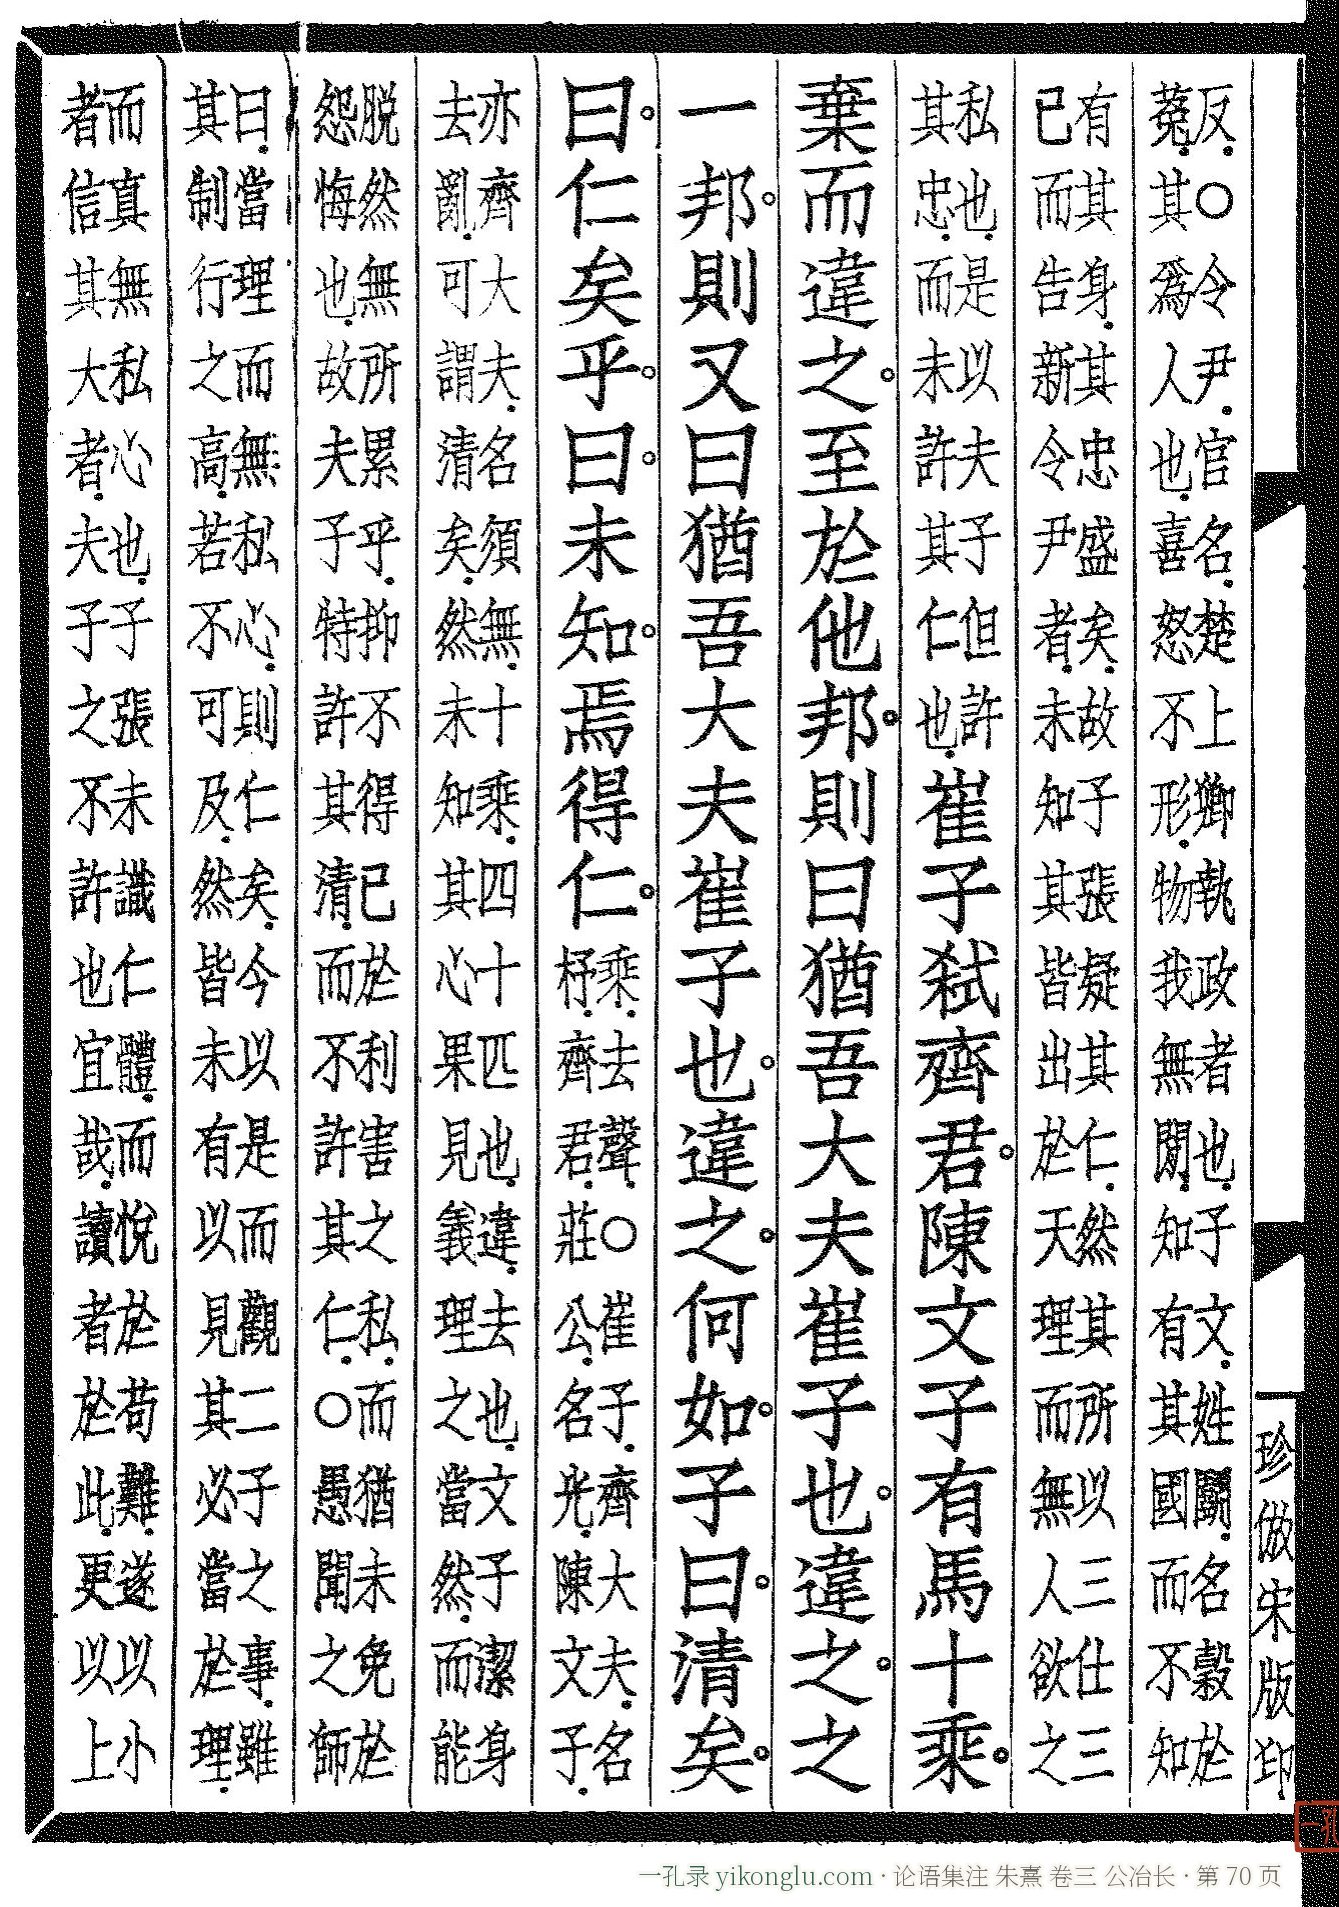 珍倣宋版印
反。○令尹。官名。楚上卿執政者也。子文。姓鬭。名穀於
菟。其爲人也。喜怒不形。物我無閒。知有其國而不知
有其身。其忠盛矣。故子張疑其仁。然其所以三仕三
已而告新令尹者。未知其皆出於天理而無人欲之
私也。是以夫子但許
其忠。而未許其仁也。
崔子弒齊君。陳文子有馬十乘。
棄而違之。至於他邦。則曰猶吾大夫崔子也。違之。之
一邦。則又曰猶吾大夫崔子也。違之。何如。子曰。清矣。
曰。仁矣乎。曰。未知。焉得仁。
乘。去聲。○崔子。齊大夫。名
杼。齊君。莊公。名光。陳文子。
亦齊大夫。名須無。十乘。四十匹也。違。去也。文子潔身
去亂。可謂清矣。然未知其心果見義理之當然。而能
脫然無所累乎。抑不得已於利害之私。而猶未免於
怨悔也。故夫子特許其清而不許其仁。○愚聞之師
曰。當理而無私心。則仁矣。今以是而觀二子之事。雖
其制行之高。若不可及。然皆未有以見其必當於理。
而真無私心也。子張未識仁體。而悅於苟難。遂以小
者信其大者。夫子之不許也宜哉。讀者於此。更以上
一孔录 yikonglu.com · 论语集注 朱熹 卷三 公冶长 · 第 70 页